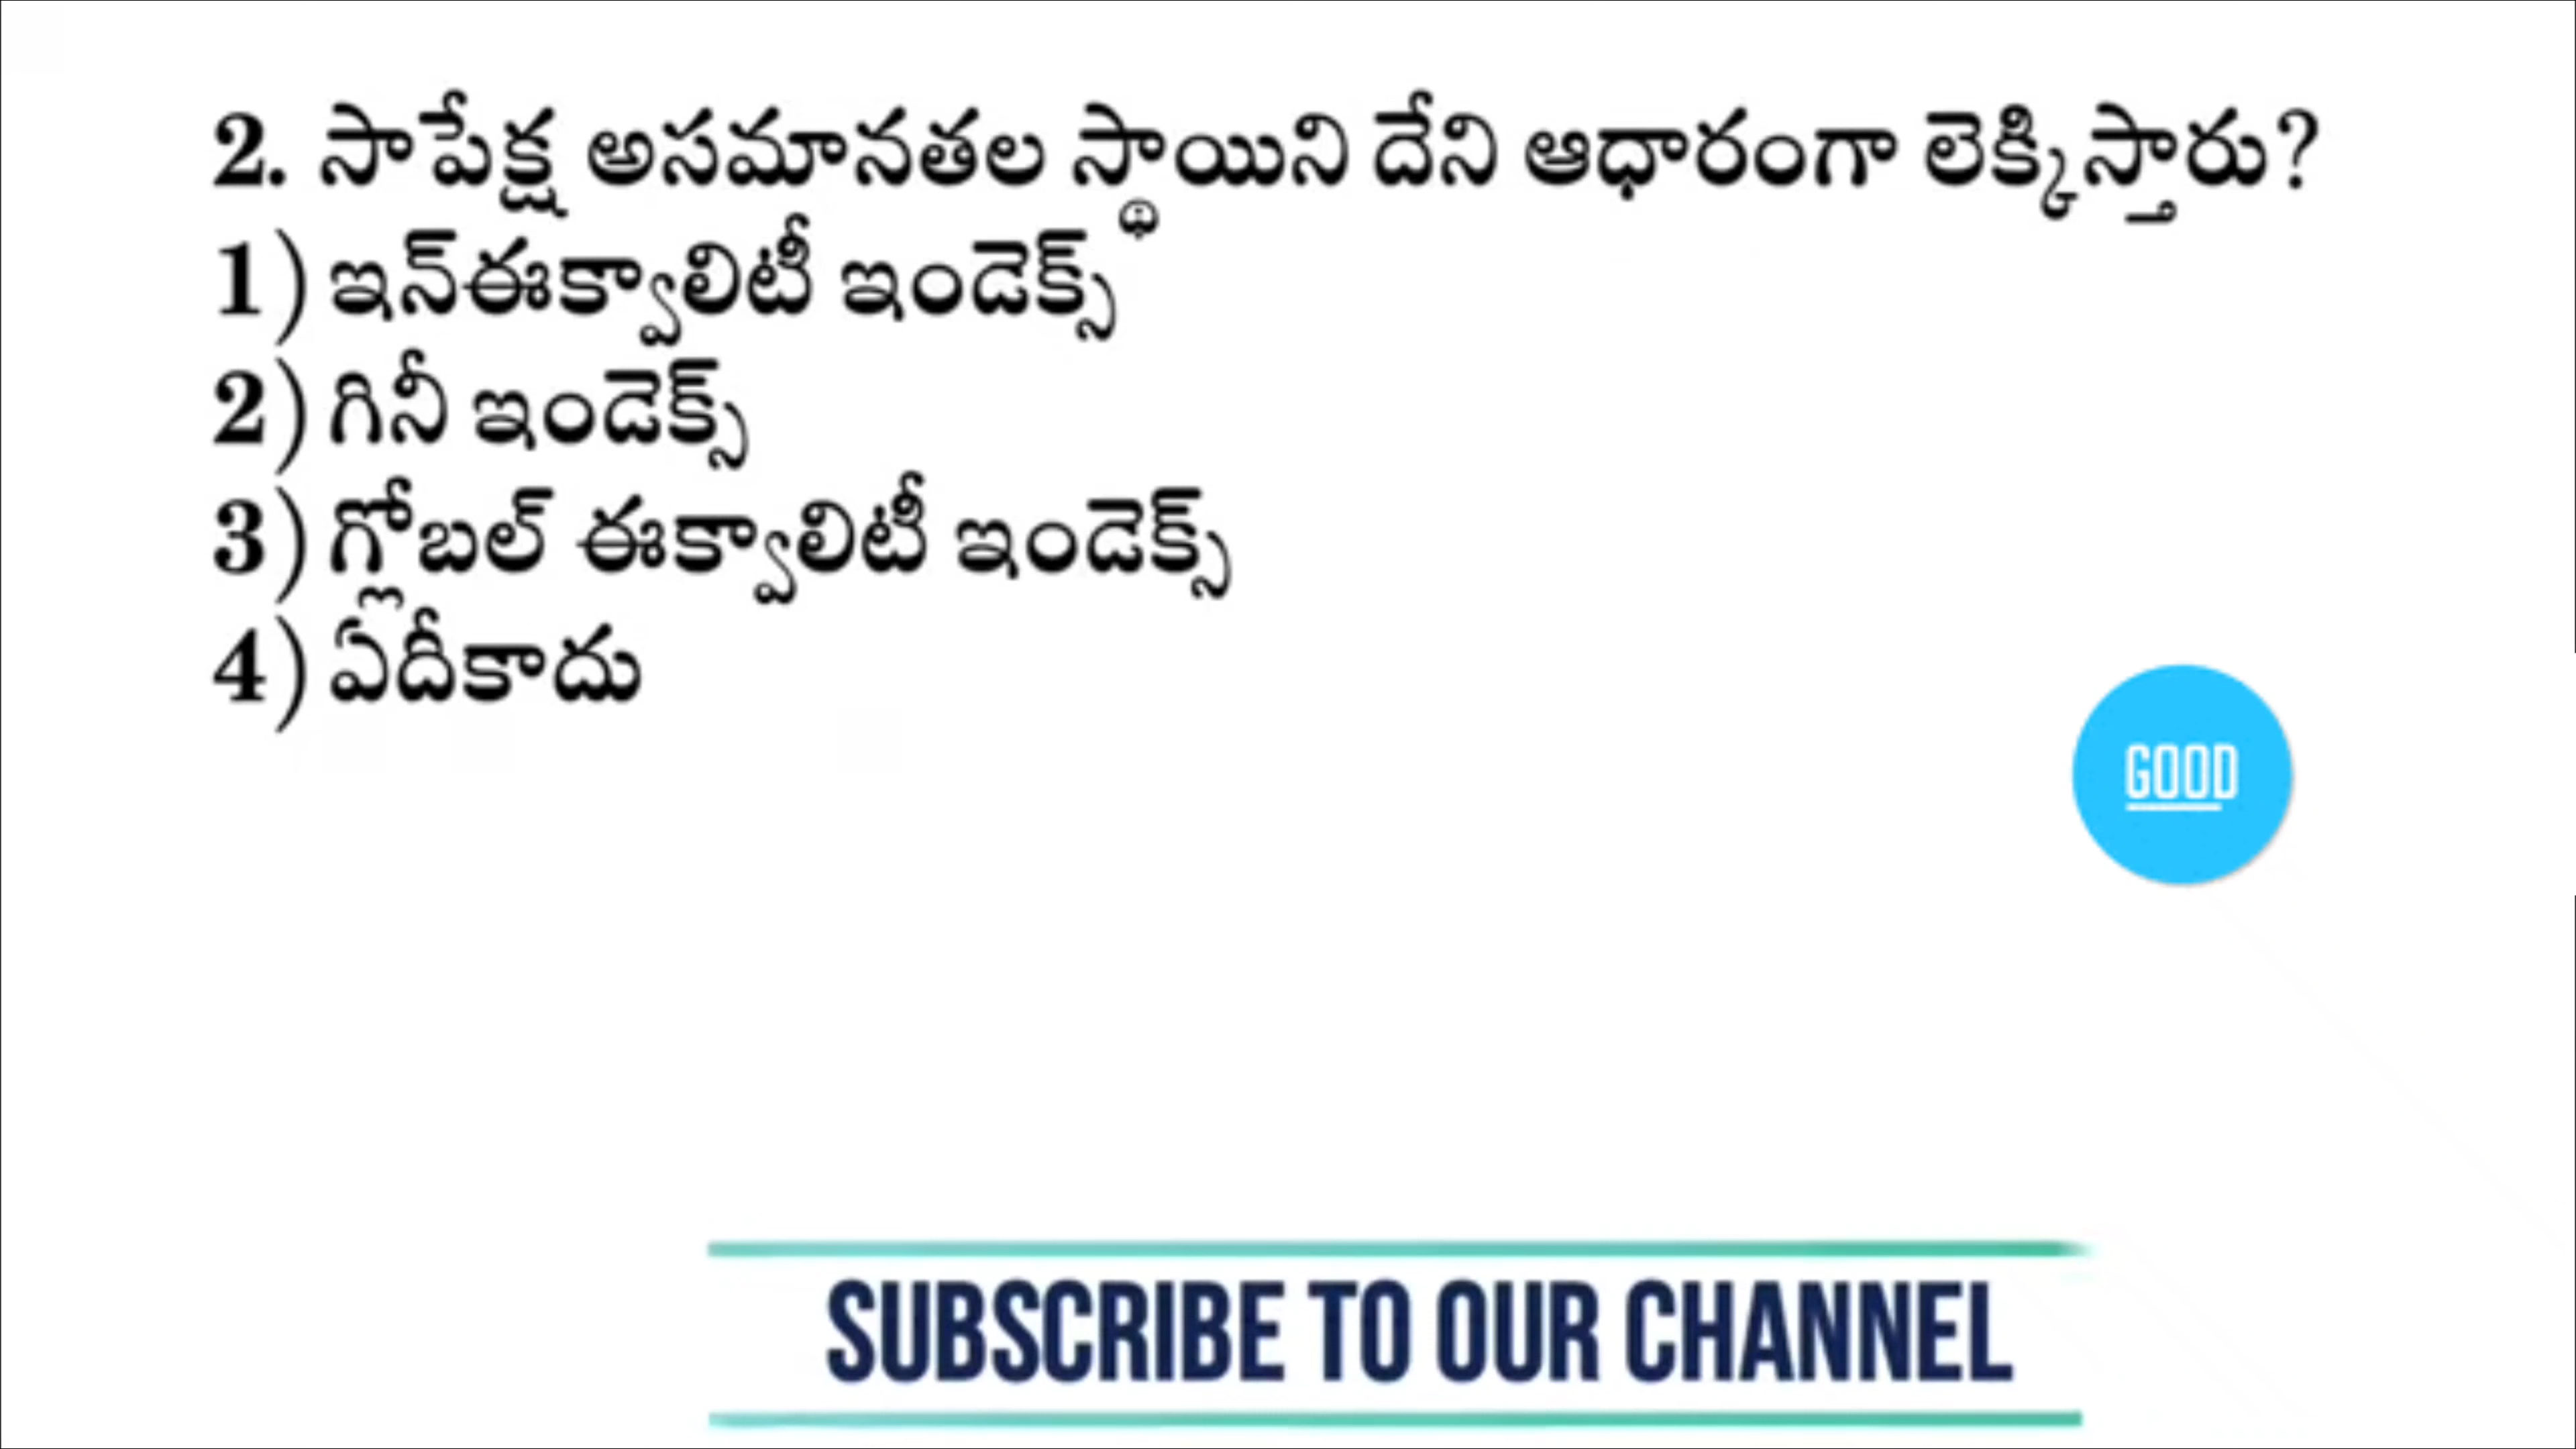 2. సాపేక్ష అసమానతల స్థాయిని దేని ఆధారంగా లెక్కిస్తారు?
1) ఇన్ఈక్వాలిటీ ఇండెక్స్
2) గినీ ఇండెక్స్
3) గ్లోబల్ ఈక్వాలిటీ ఇండెక్స్
4) ఏదీకాదు
GOOD
SUBSCRIBE TO OUR CHANNEL